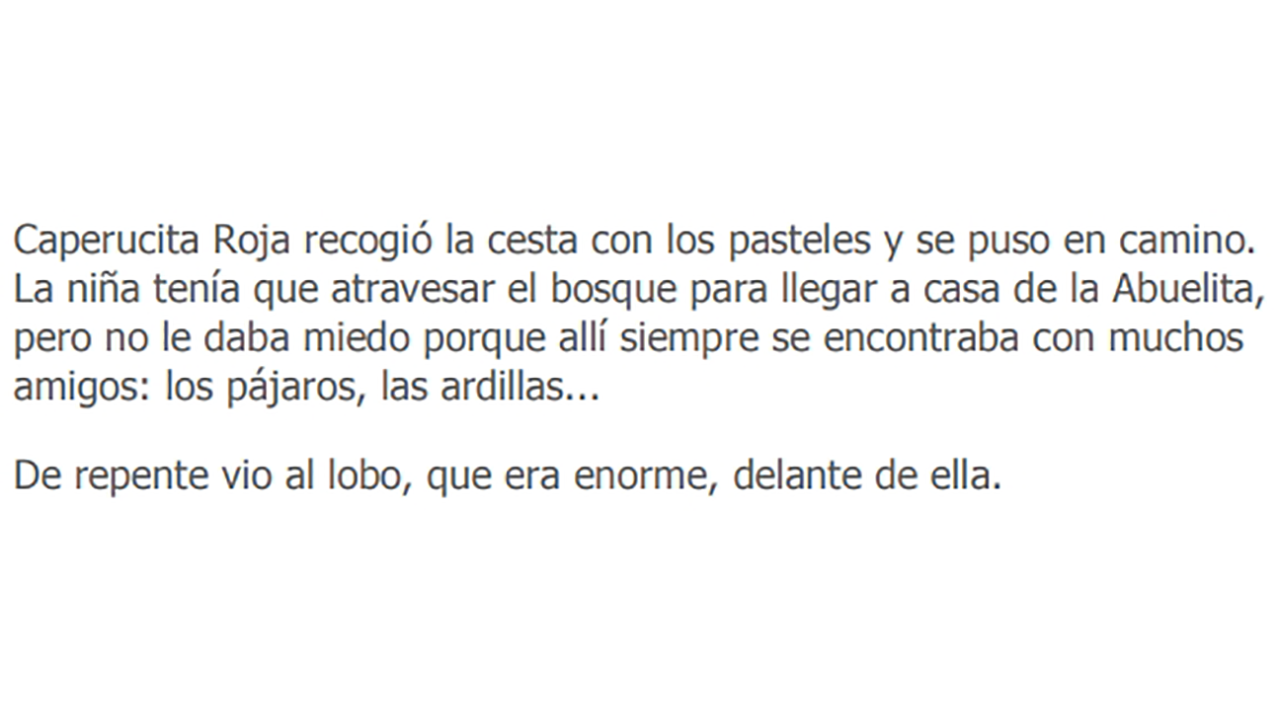 Caperucita Roja recogió la cesta con los pasteles y se puso en camino.
La niña tenía que atravesar el bosque para llegar a casa de la Abuelita,
pero no le daba miedo porque allí siempre se encontraba con muchos
amigos: los pájaros, las ardillas...
De repente vio al lobo, que era enorme, delante de ella.